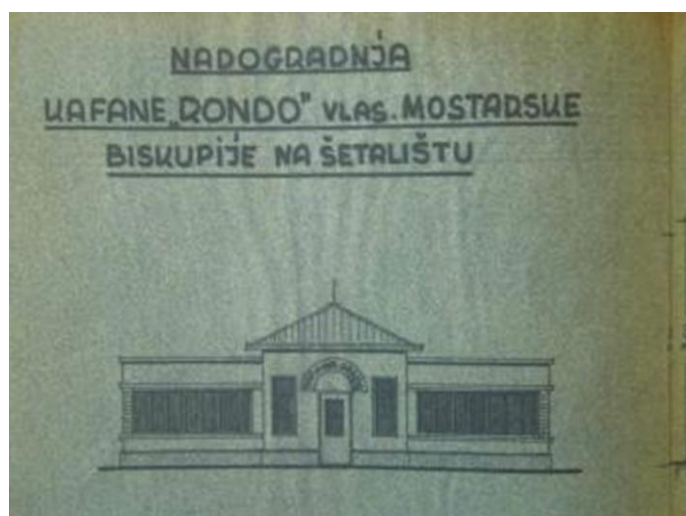 NADOGRADNJA
KAFANE „RONDO" VLAS. MOSTARSKE
BISKUPIJE NA ŠETALIŠTU